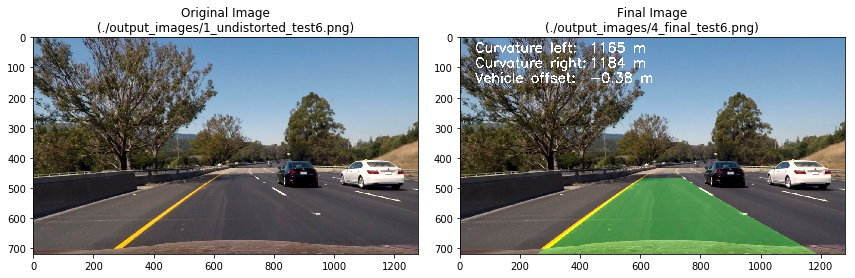 Original Image
(./output_images/1_undistorted_test6.png)
0
100
200
300
400
500
600
700
0 200 400 600 800 1000 1200
Final Image
(./output_images/4_final_test6.png)
Curvature left: 1165 m
Curvature right: 1184 m
Vehicle offset: -0.38 m
0
100
200
300
400
500
600
700
0 200 400 600 800 1000 1200